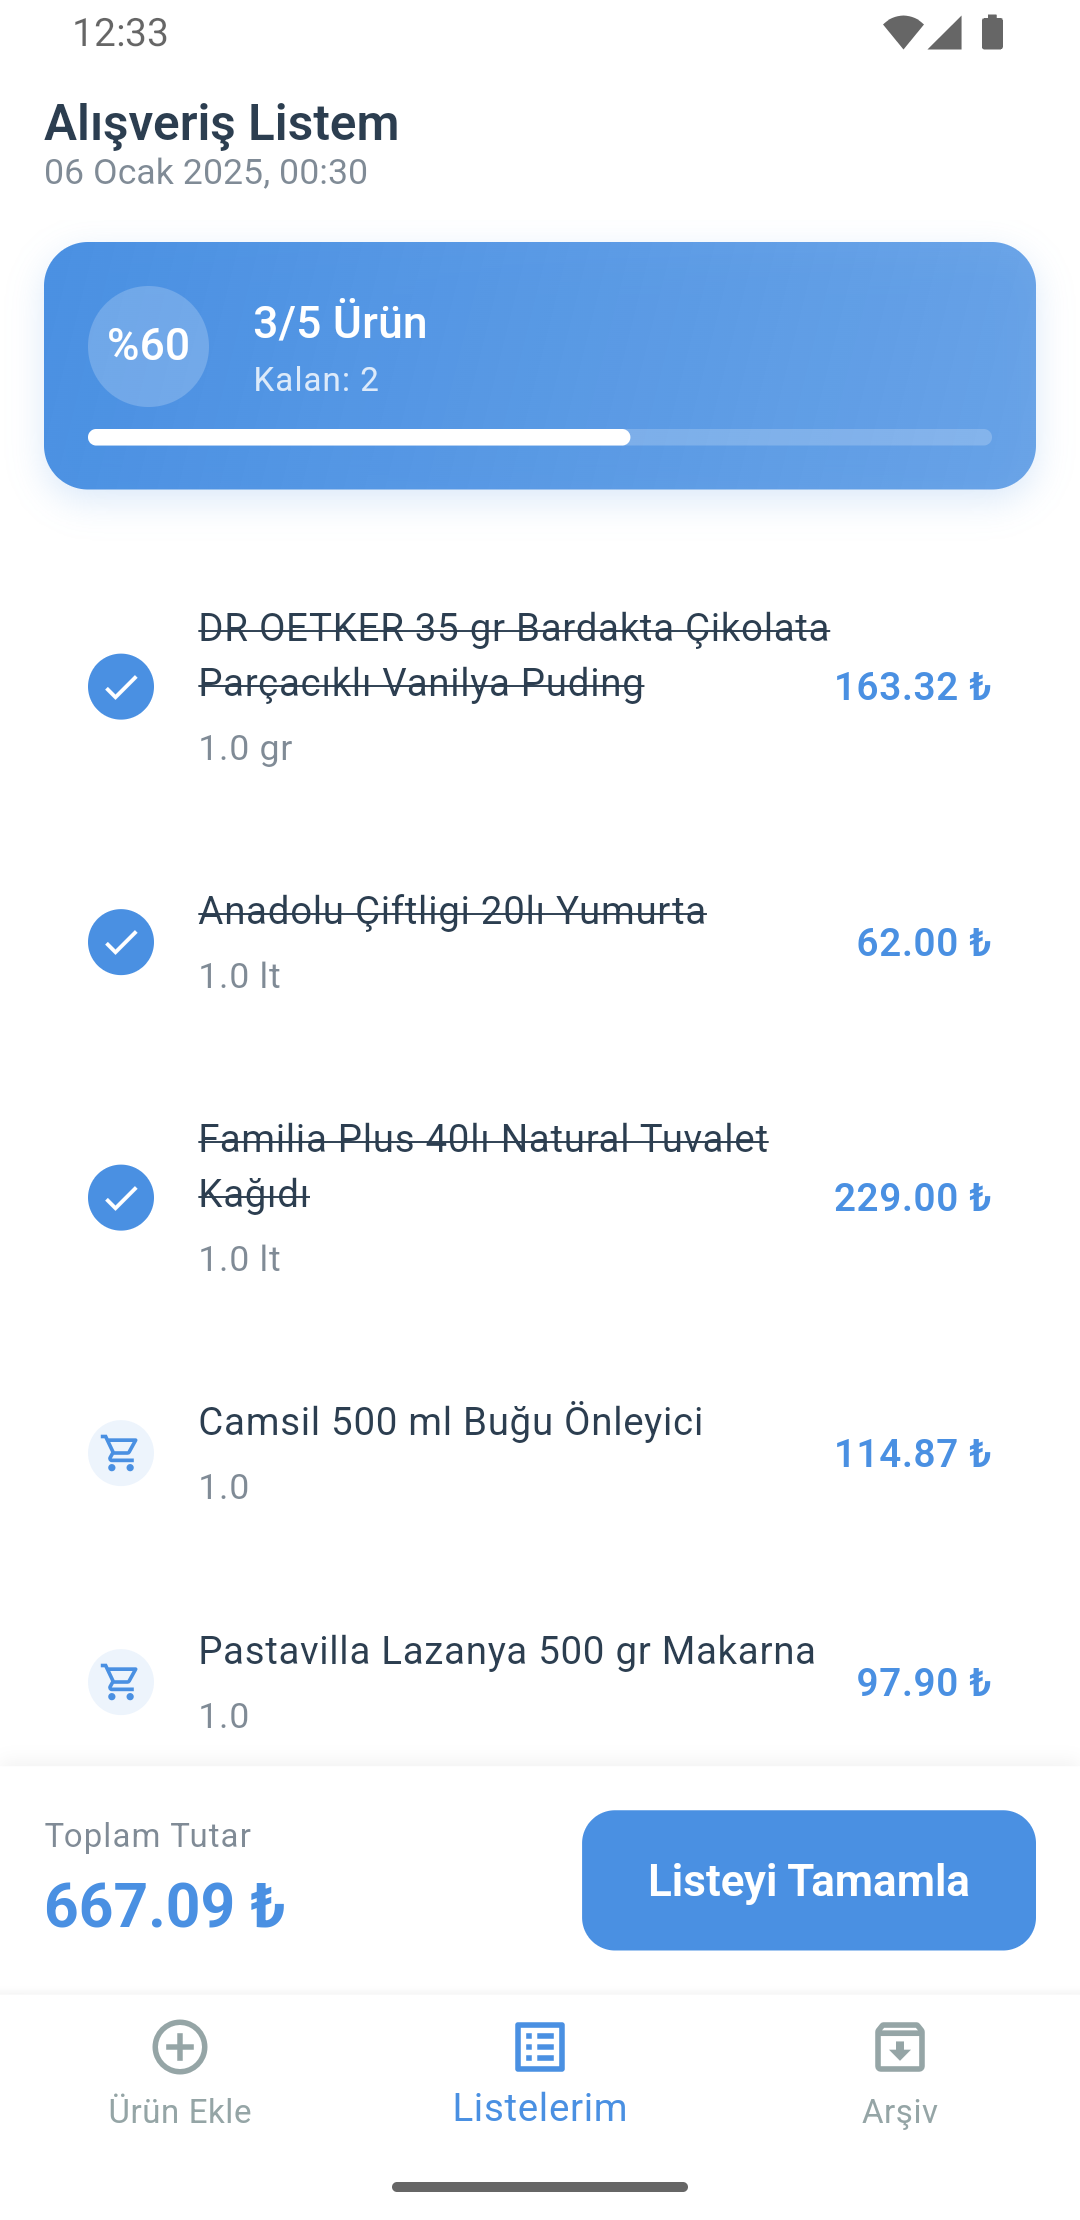 12:33
Alışveriş Listem
06 Ocak 2025, 00:30
%60
3/5 Ürün
Kalan: 2
DR OETKER 35 gr Bardakta Çikolata
Parçacıklı Vanilya Puding
163.32 ₺
1.0 gr
Anadolu Çiftligi 20lı Yumurta
62.00 ₺
1.0 lt
Familia Plus 40lı Natural Tuvalet
Kağıdı
229.00 ₺
1.0 lt
Camsil 500 ml Buğu Önleyici
114.87 ₺
1.0
Pastavilla Lazanya 500 gr Makarna
97.90 ₺
1.0
Toplam Tutar
667.09 ₺
Listeyi Tamamla
Ürün Ekle
Listelerim
Arşiv